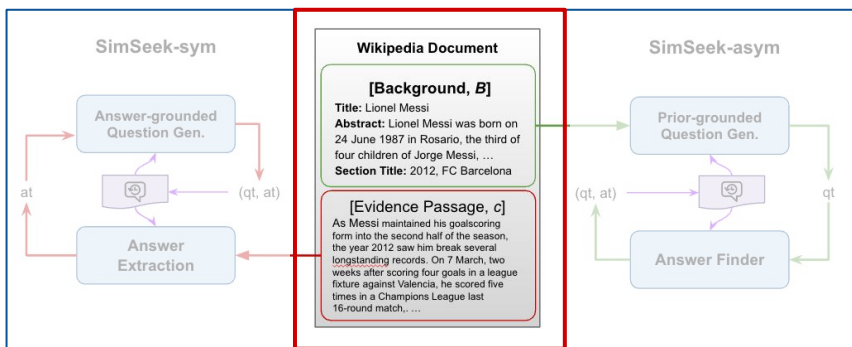 SimSeek-sym
Answer-grounded
Question Gen.
at
(qt, at)
Answer
Extraction
Wikipedia Document
[Background, B]
Title: Lionel Messi
Abstract: Lionel Messi was born on
24 June 1987 in Rosario, the third of
four children of Jorge Messi, …
Section Title: 2012, FC Barcelona
[Evidence Passage, c]
As Messi maintained his goalscoring
form into the second half of the season,
the year 2012 saw him break several
longstanding records. On 7 March, two
weeks after scoring four goals in a league
fixture against Valencia, he scored five
times in a Champions League last
16-round match,. …
SimSeek-asym
Prior-grounded
Question Gen.
(qt, at)
qt
Answer Finder